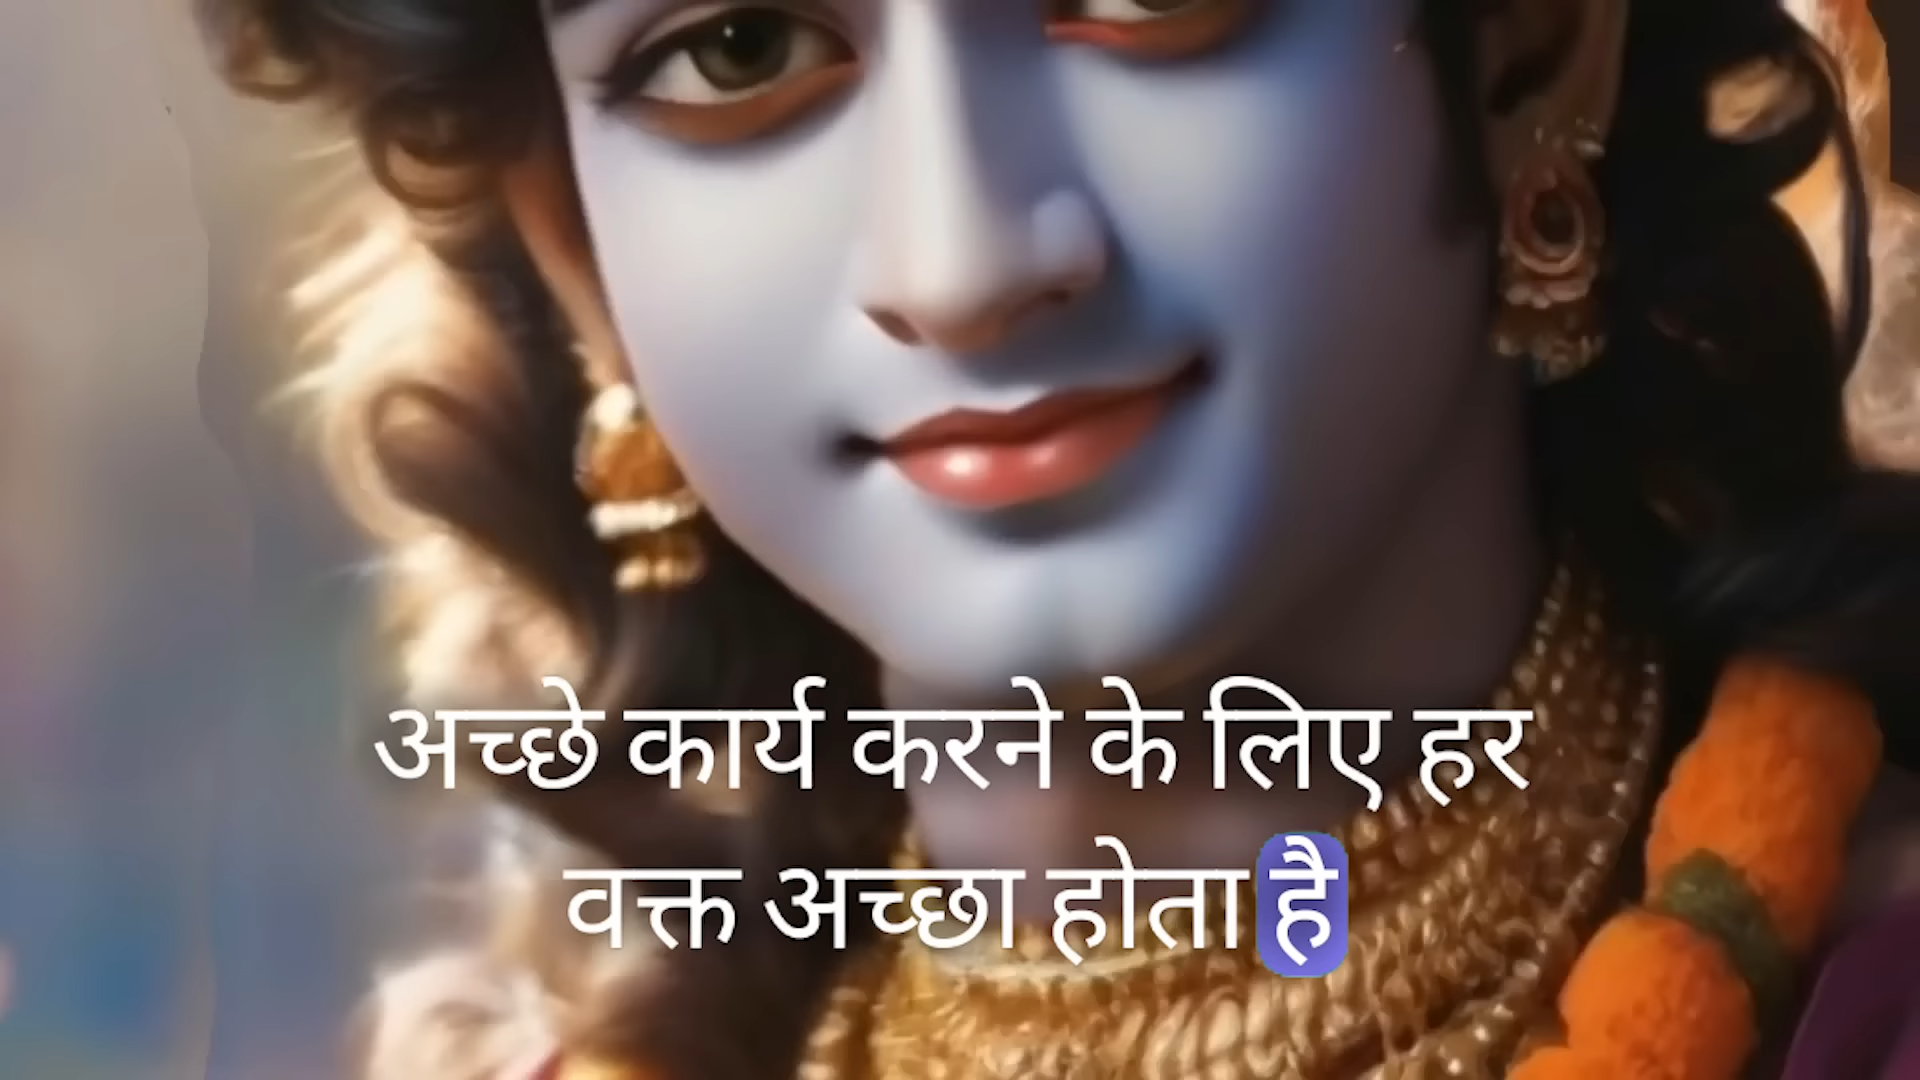 अच्छे कार्य करने के लिए हर
वक्त अच्छा होता है